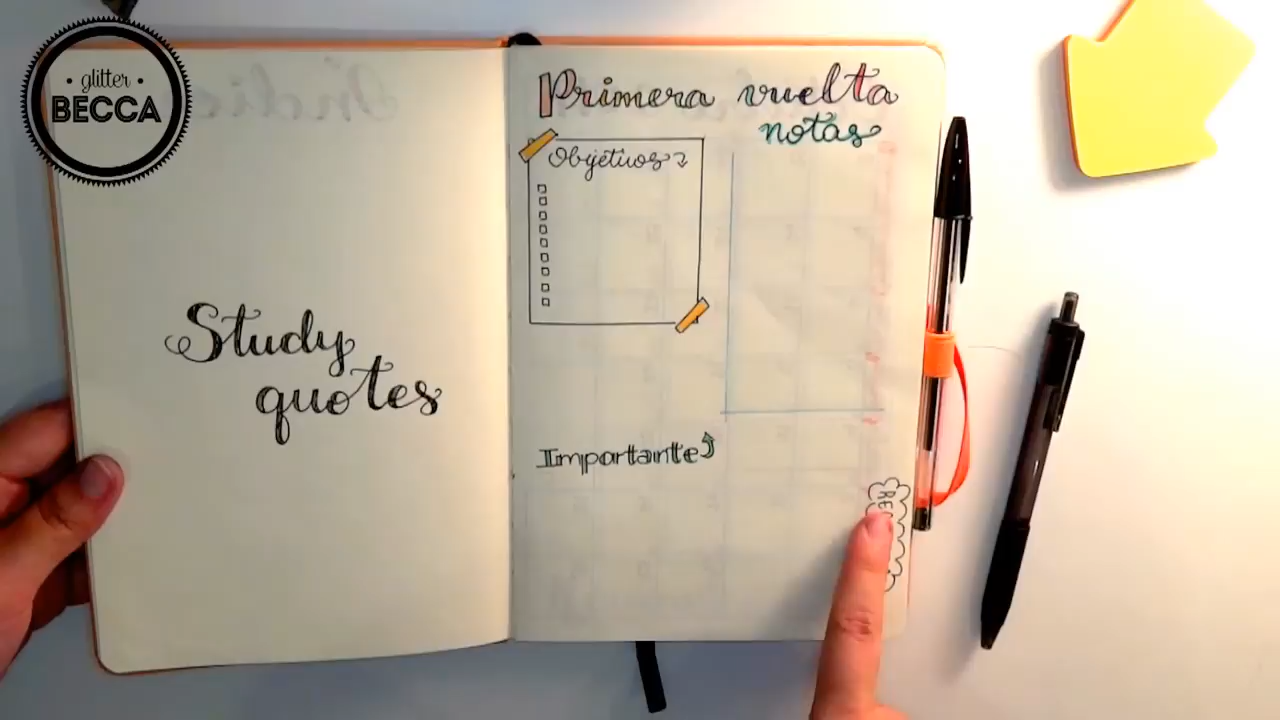 glitter
BECCA
Study
quotes
Primera vuelta
notas
Objetivos
Importante